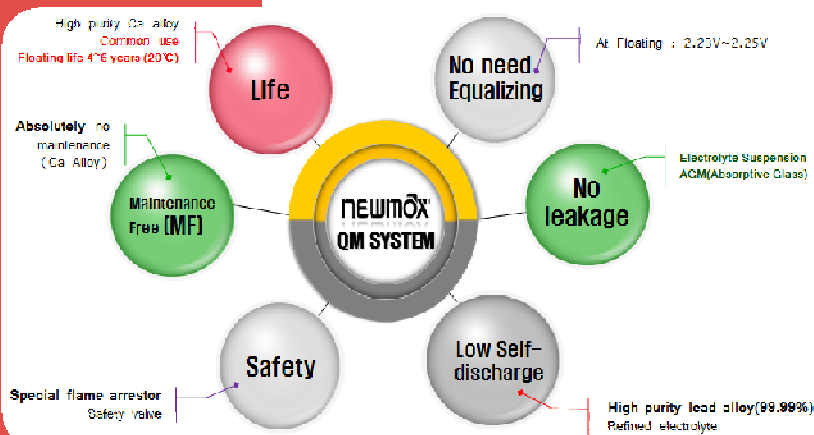 High purity Ca alloy
Common use
Floating life 4~6 years (20℃)
Life
No need
Equalizing
At Floating : 2.23V~2.25V
Absolutely no
maintenance
(Ca Alloy)
Maintenance
Free (MF)
newmax
QM SYSTEM
No
leakage
Electrolyte Suspension
AGM(Absorptive Glass)
Safety
Special flame arrestor
Safety valve
Low Self-
discharge
High purity lead alloy(99.99%)
Refined electrolyte